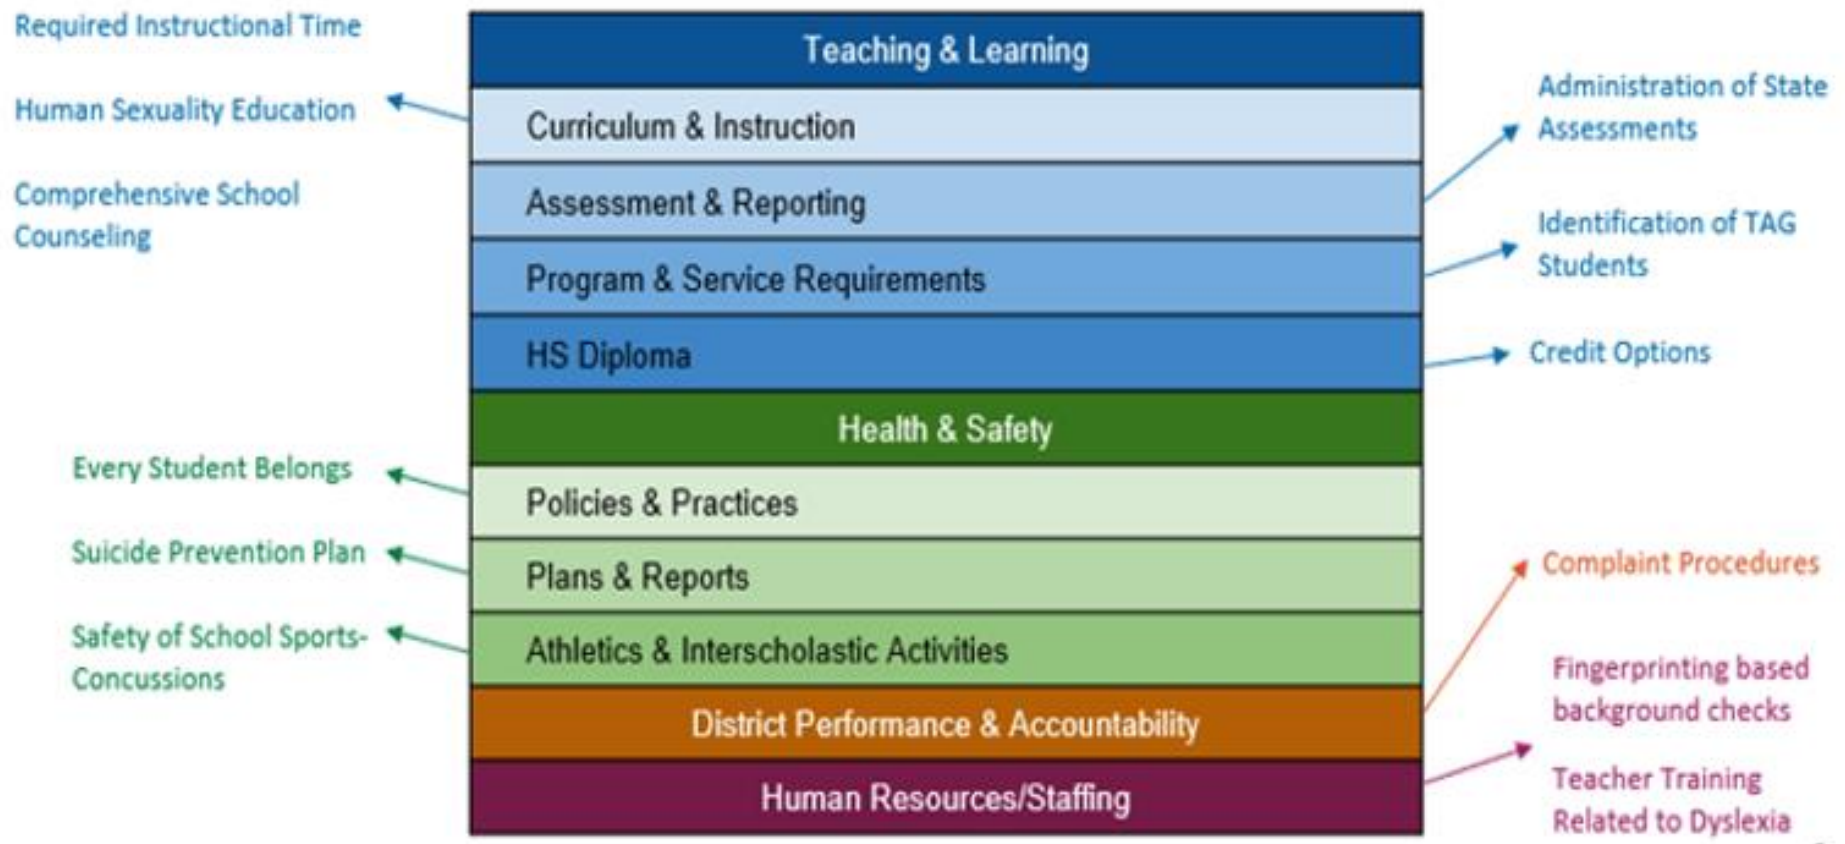 Required Instructional Time
Human Sexuality Education
Comprehensive School
Counseling
Teaching & Learning
Curriculum & Instruction
Assessment & Reporting
Program & Service Requirements
HS Diploma
Administration of State
Assessments
Identification of TAG
Students
Credit Options
Health & Safety
Every Student Belongs
Suicide Prevention Plan
Safety of School Sports-
Concussions
Policies & Practices
Plans & Reports
Athletics & Interscholastic Activities
District Performance & Accountability
Human Resources/Staffing
Complaint Procedures
Fingerprinting based
background checks
Teacher Training
Related to Dyslexia